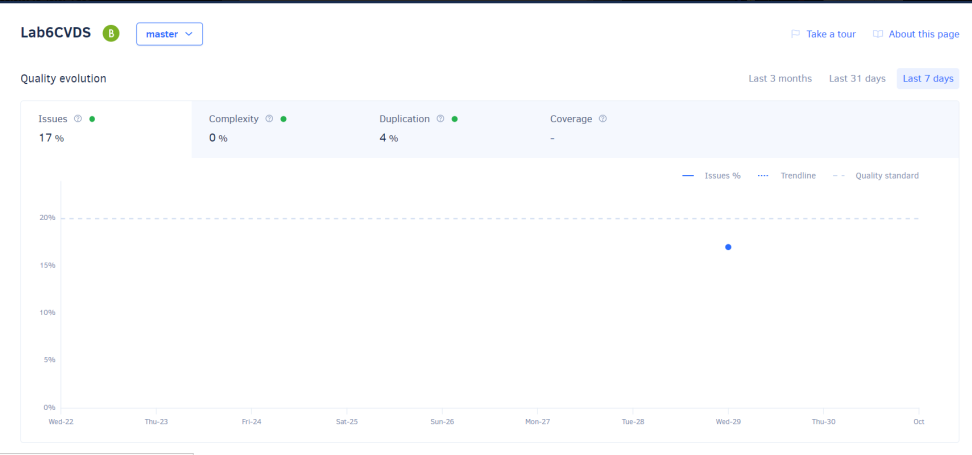 Lab6CVDS B master Take a tour About this page
Quality evolution Last 3 months Last 31 days Last 7 days
Issues Complexity Duplication Coverage
17 % 0 % 4 % -
Issues % Trendline Quality standard
20%
15%
10%
5%
0%
Wed-22 Thu-23 Fri-24 Sat-25 Sun-26 Mon-27 Tue-28 Wed-29 Thu-30 Oct